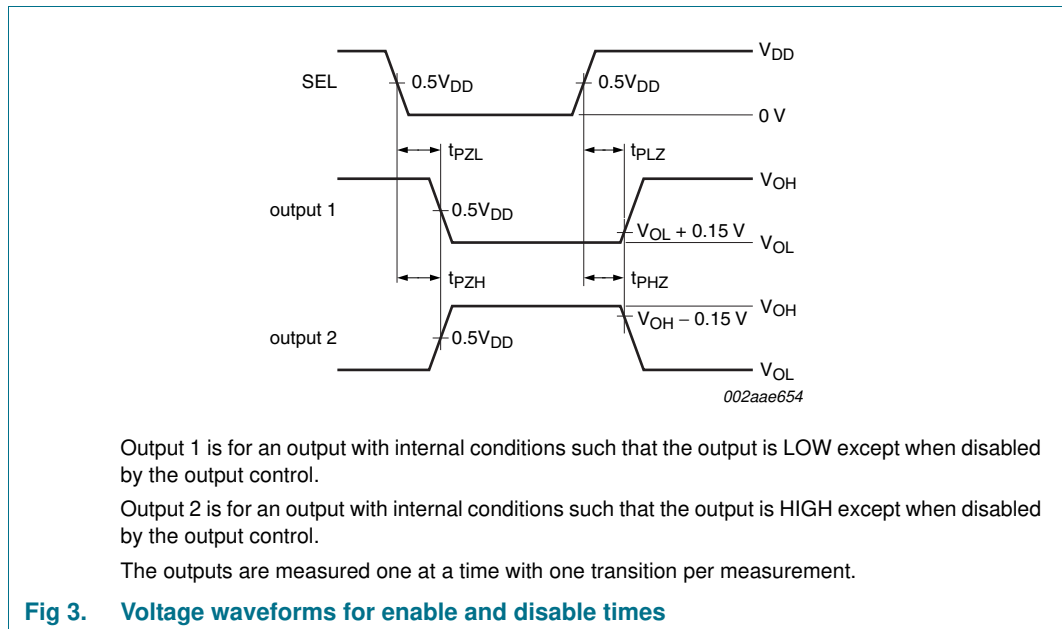 V_DD
SEL
0.5V_DD
0.5V_DD
0 V
t_PZL
t_PLZ
V_OH
output 1
0.5V_DD
V_OL + 0.15 V
V_OL
t_PZH
t_PHZ
V_OH
V_OH − 0.15 V
output 2
0.5V_DD
V_OL
002aae654
Output 1 is for an output with internal conditions such that the output is LOW except when disabled
by the output control.
Output 2 is for an output with internal conditions such that the output is HIGH except when disabled
by the output control.
The outputs are measured one at a time with one transition per measurement.
Fig 3. Voltage waveforms for enable and disable times